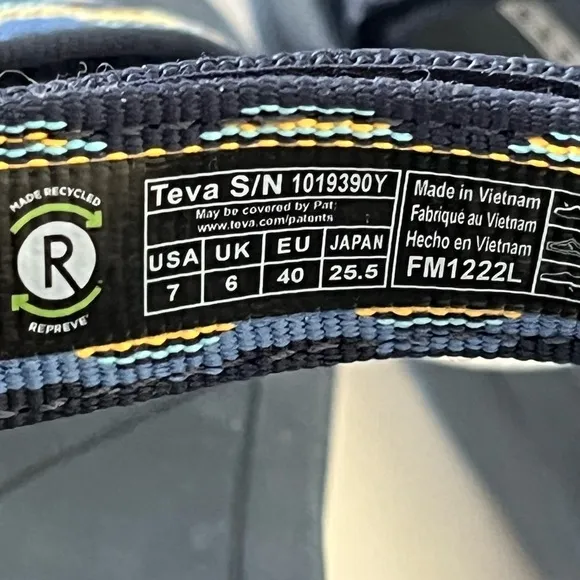 MADE RECYCLED
R
REPREVE
Teva S/N 1019390Y
May be covered by Pat:
www.teva.com/patents
USA UK EU JAPAN
7 6 40 25.5
Made in Vietnam
Fabriqué au Vietnam
Hecho en Vietnam
FM1222L